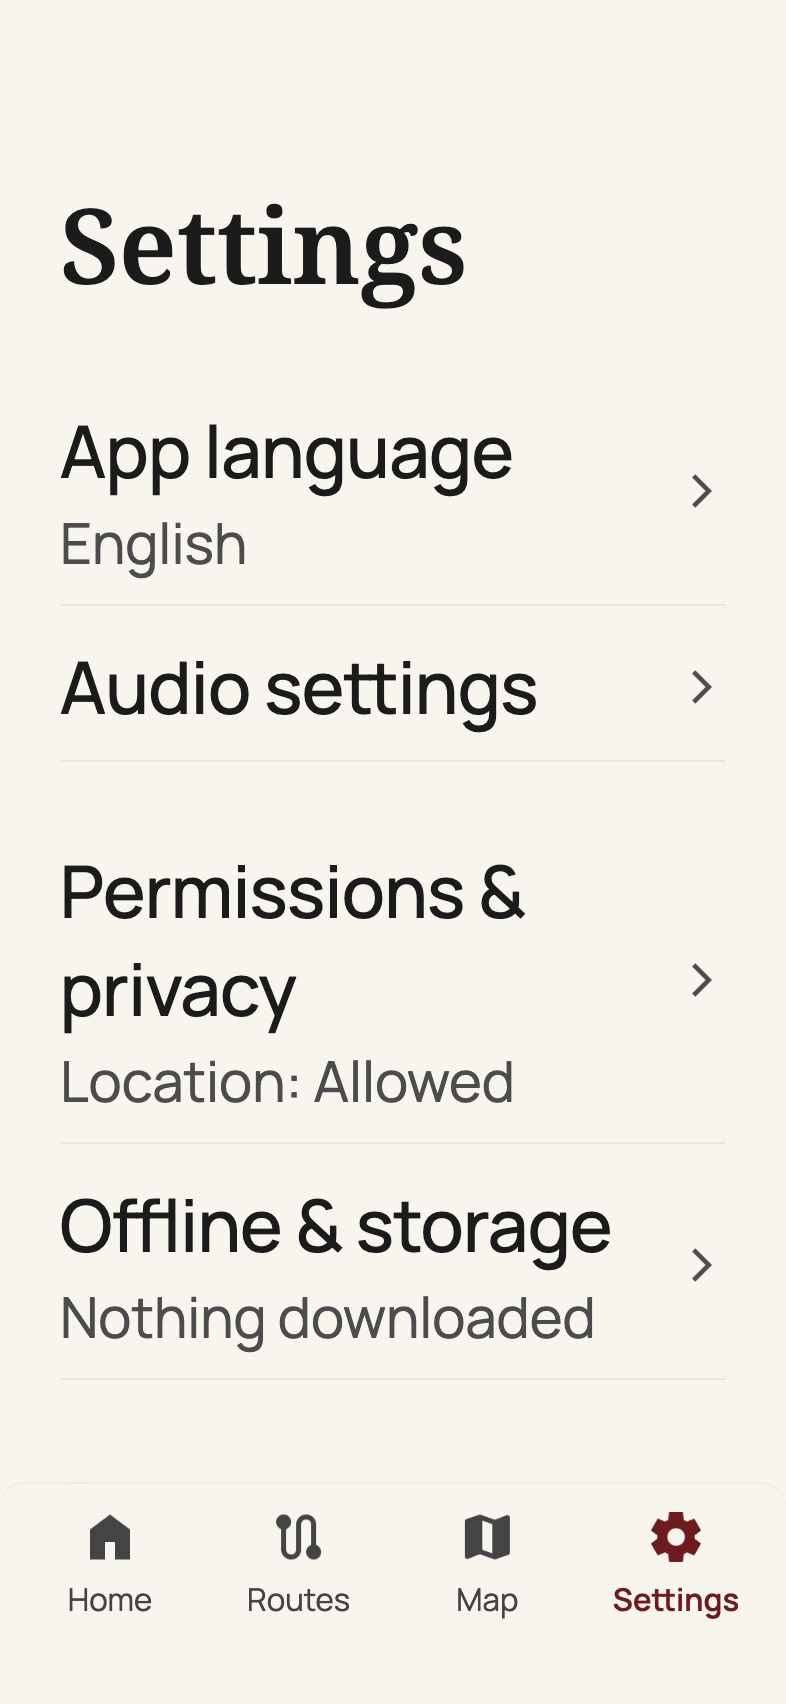 Settings
App language
English
Audio settings
Permissions &
privacy
Location: Allowed
Offline & storage
Nothing downloaded
Home
Routes
Map
Settings